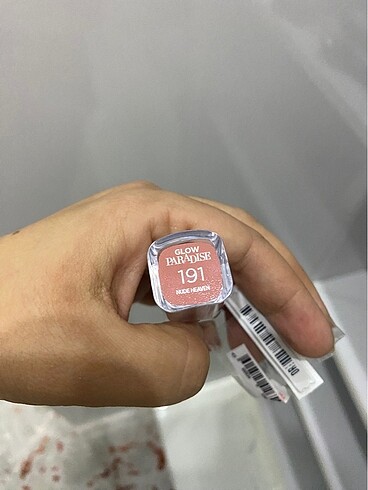 GLOW
PARADISE
191
NUDE HEAVEN